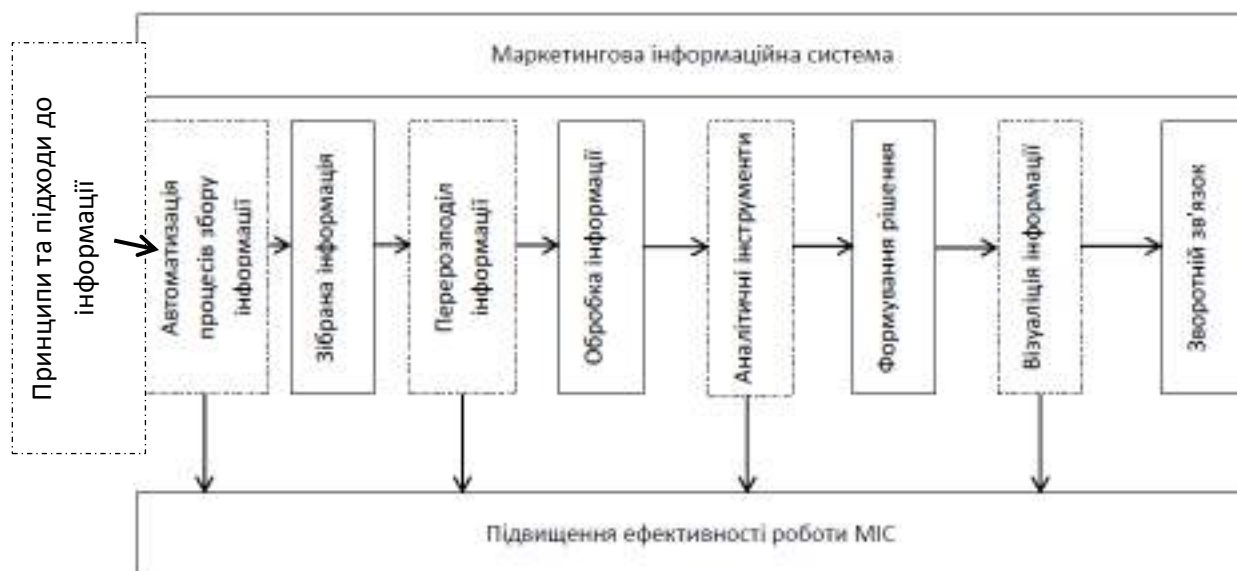 Маркетингова інформаційна система
Принципи та підходи до
інформації
Автоматизація
процесів збору
інформації
Зібрана інформація
Перерозподіл
інформації
Обробка інформації
Аналітичні інструменти
Формування рішення
Візуаліція інформації
Зворотній зв'язок
Підвищення ефективності роботи МІС